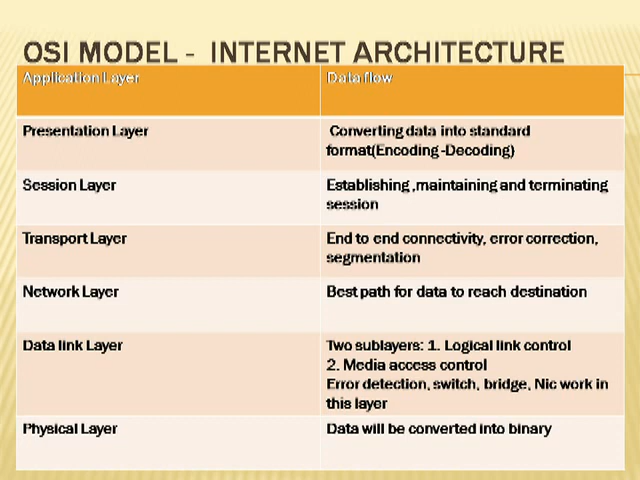 OSI MODEL - INTERNET ARCHITECTURE
Application Layer
Data flow
Presentation Layer
Converting data into standard
format(Encoding-Decoding)
Session Layer
Establishing ,maintaining and terminating
session
Transport Layer
End to end connectivity, error correction,
segmentation
Network Layer
Best path for data to reach destination
Data link Layer
Two sublayers: 1. Logical link control
2. Media access control
Error detection, switch, bridge, Nic work in
this layer
Physical Layer
Data will be converted into binary